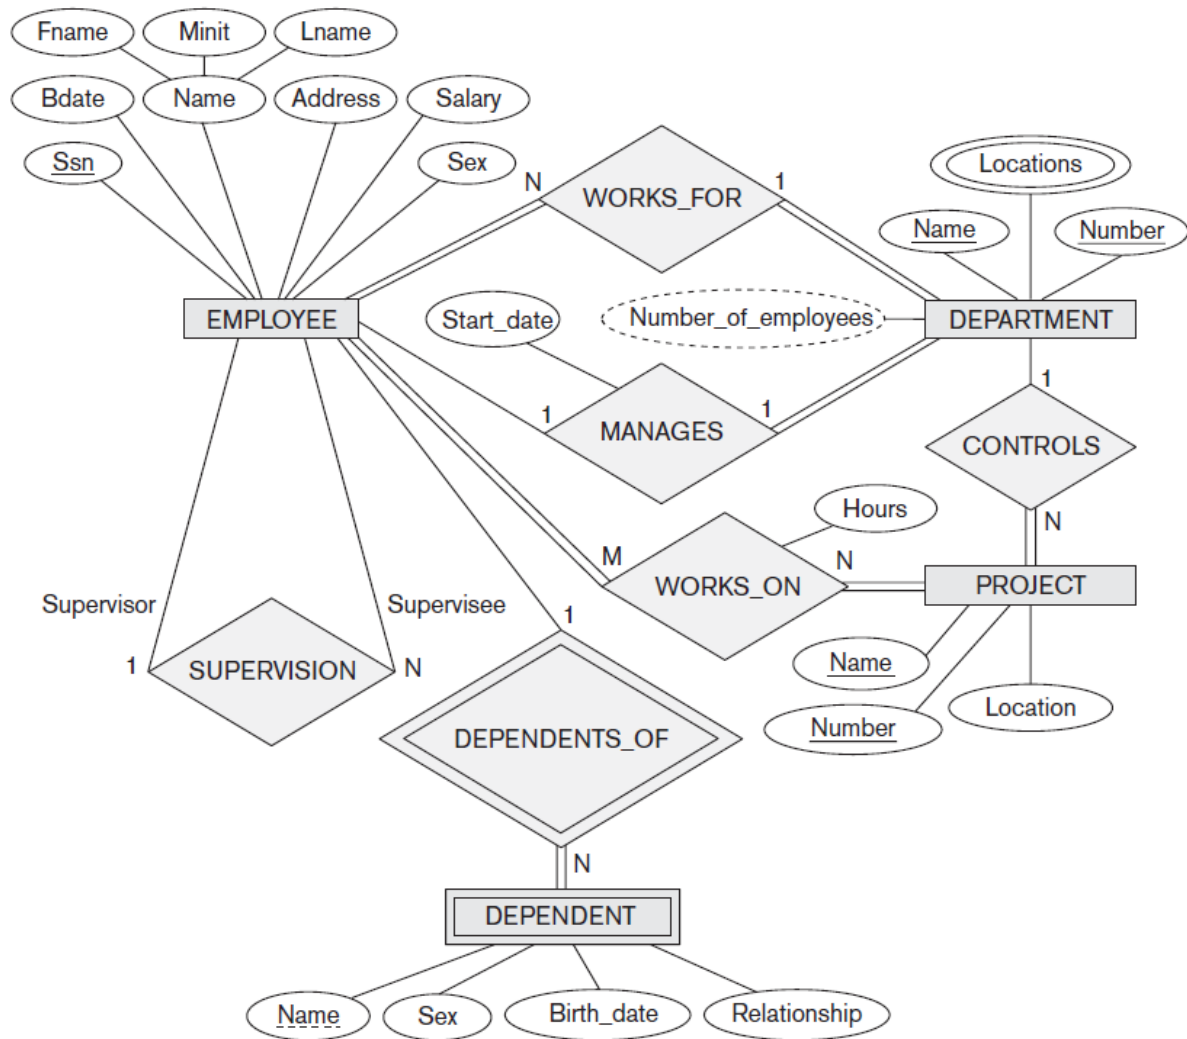 Fname
Minit
Lname
Bdate
Name
Address
Salary
Ssn
Sex
N
WORKS_FOR
1
Locations
Name
Number
EMPLOYEE
Start_date
Number_of_employees
DEPARTMENT
1
MANAGES
1
1
CONTROLS
N
Hours
M
WORKS_ON
N
PROJECT
Supervisor
Supervisee
1
SUPERVISION
N
1
Name
Number
Location
DEPENDENTS_OF
N
DEPENDENT
Name
Sex
Birth_date
Relationship